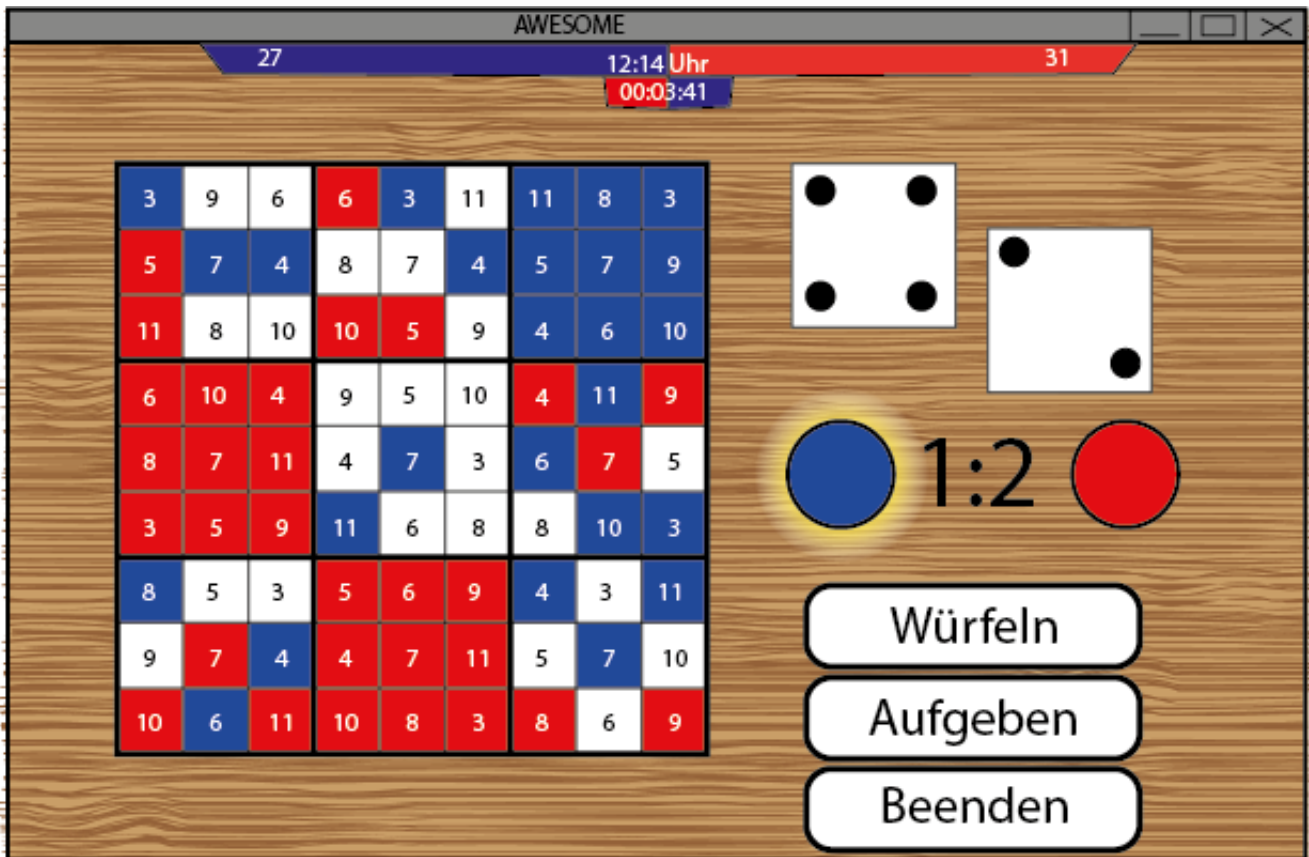 AWESOME
27 12:14 Uhr 31
00:03:41
3 9 6 6 3 11 11 8 3
5 7 4 8 7 4 5 7 9
11 8 10 10 5 9 4 6 10
6 10 4 9 5 10 4 11 9
8 7 11 4 7 3 6 7 5
3 5 9 11 6 8 8 10 3
8 5 3 5 6 9 4 3 11
9 7 4 4 7 11 5 7 10
10 6 11 10 8 3 8 6 9
1:2
Würfeln
Aufgeben
Beenden